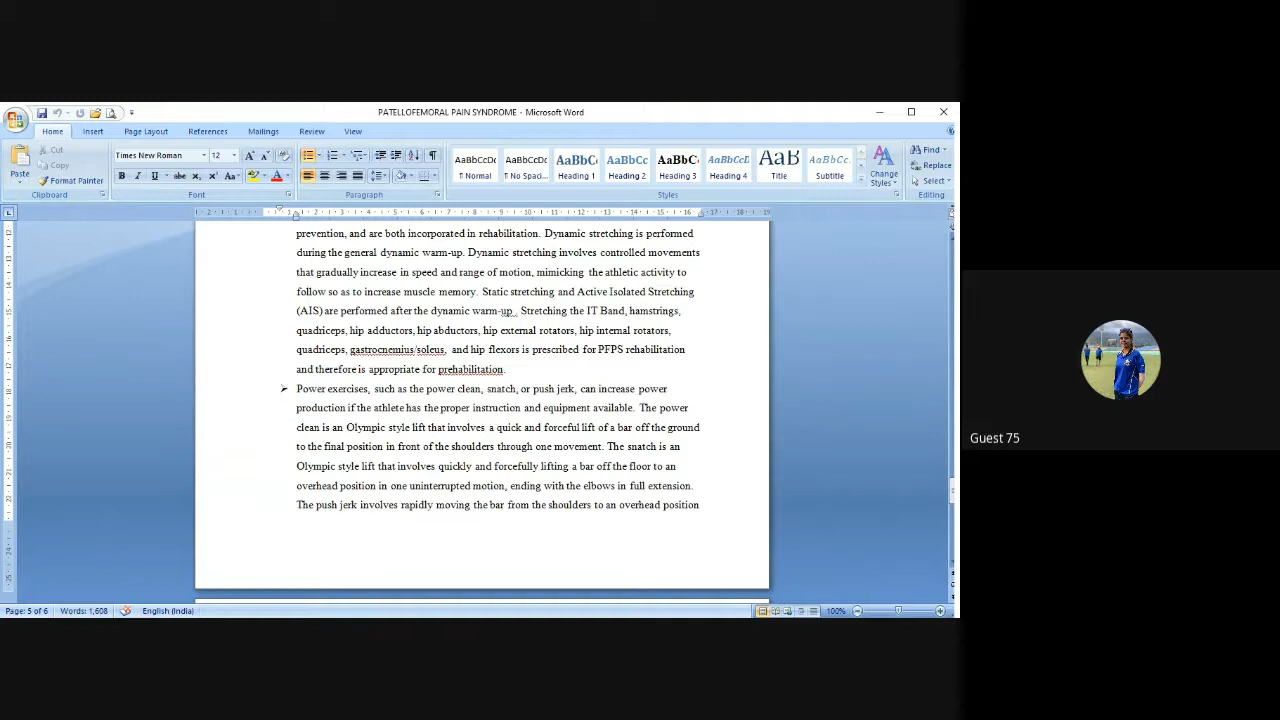 PATELLOFEMORAL PAIN SYNDROME - Microsoft Word
Home Insert Page Layout References Mailings Review View
Paste
Cut
Copy
Format Painter
Clipboard
Times New Roman 12
Font
Paragraph
AaBbCcDc AaBbCcDc AaBbC AaBbCc AaBbC AaBbCcD AaB AaBbCc.
¶ Normal ¶ No Spaci... Heading 1 Heading 2 Heading 3 Heading 4 Title Subtitle
Change Styles
Styles
Find
Replace
Select
Editing
prevention, and are both incorporated in rehabilitation. Dynamic stretching is performed
during the general dynamic warm-up. Dynamic stretching involves controlled movements
that gradually increase in speed and range of motion, mimicking the athletic activity to
follow so as to increase muscle memory. Static stretching and Active Isolated Stretching
(AIS) are performed after the dynamic warm-up . Stretching the IT Band, hamstrings,
quadriceps, hip adductors, hip abductors, hip external rotators, hip internal rotators,
quadriceps, gastrocnemius/soleus, and hip flexors is prescribed for PFPS rehabilitation
and therefore is appropriate for prehabilitation.
➢ Power exercises, such as the power clean, snatch, or push jerk, can increase power
production if the athlete has the proper instruction and equipment available. The power
clean is an Olympic style lift that involves a quick and forceful lift of a bar off the ground
to the final position in front of the shoulders through one movement. The snatch is an
Olympic style lift that involves quickly and forcefully lifting a bar off the floor to an
overhead position in one uninterrupted motion, ending with the elbows in full extension.
The push jerk involves rapidly moving the bar from the shoulders to an overhead position
Page: 5 of 6 Words: 1,608 English (India) 100%
Guest 75